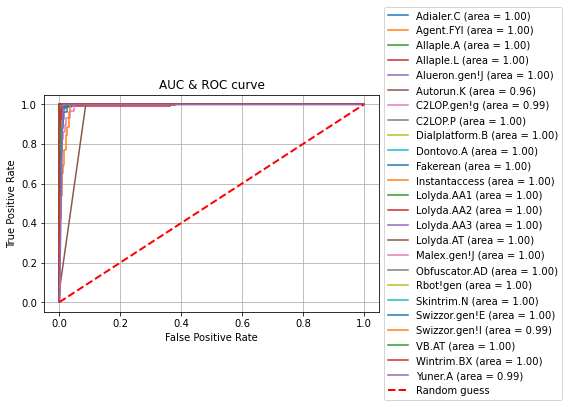 AUC & ROC curve
True Positive Rate
1.0
0.8
0.6
0.4
0.2
0.0
0.0 0.2 0.4 0.6 0.8 1.0
False Positive Rate
Adialer.C (area = 1.00)
Agent.FYI (area = 1.00)
Allaple.A (area = 1.00)
Allaple.L (area = 1.00)
Alueron.gen!J (area = 1.00)
Autorun.K (area = 0.96)
C2LOP.gen!g (area = 0.99)
C2LOP.P (area = 1.00)
Dialplatform.B (area = 1.00)
Dontovo.A (area = 1.00)
Fakerean (area = 1.00)
Instantaccess (area = 1.00)
Lolyda.AA1 (area = 1.00)
Lolyda.AA2 (area = 1.00)
Lolyda.AA3 (area = 1.00)
Lolyda.AT (area = 1.00)
Malex.gen!J (area = 1.00)
Obfuscator.AD (area = 1.00)
Rbot!gen (area = 1.00)
Skintrim.N (area = 1.00)
Swizzor.gen!E (area = 1.00)
Swizzor.gen!I (area = 0.99)
VB.AT (area = 1.00)
Wintrim.BX (area = 1.00)
Yuner.A (area = 0.99)
Random guess